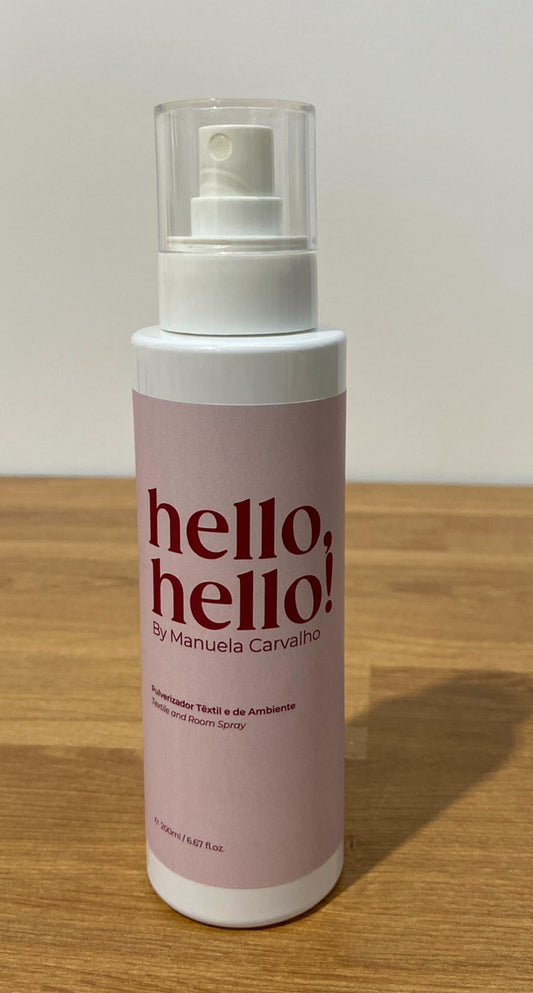 hello,
hello!
By Manuela Carvalho
Pulverizador Têxtil e de Ambiente
Textile and Room Spray
℮ 200ml / 6.67 fl.oz.